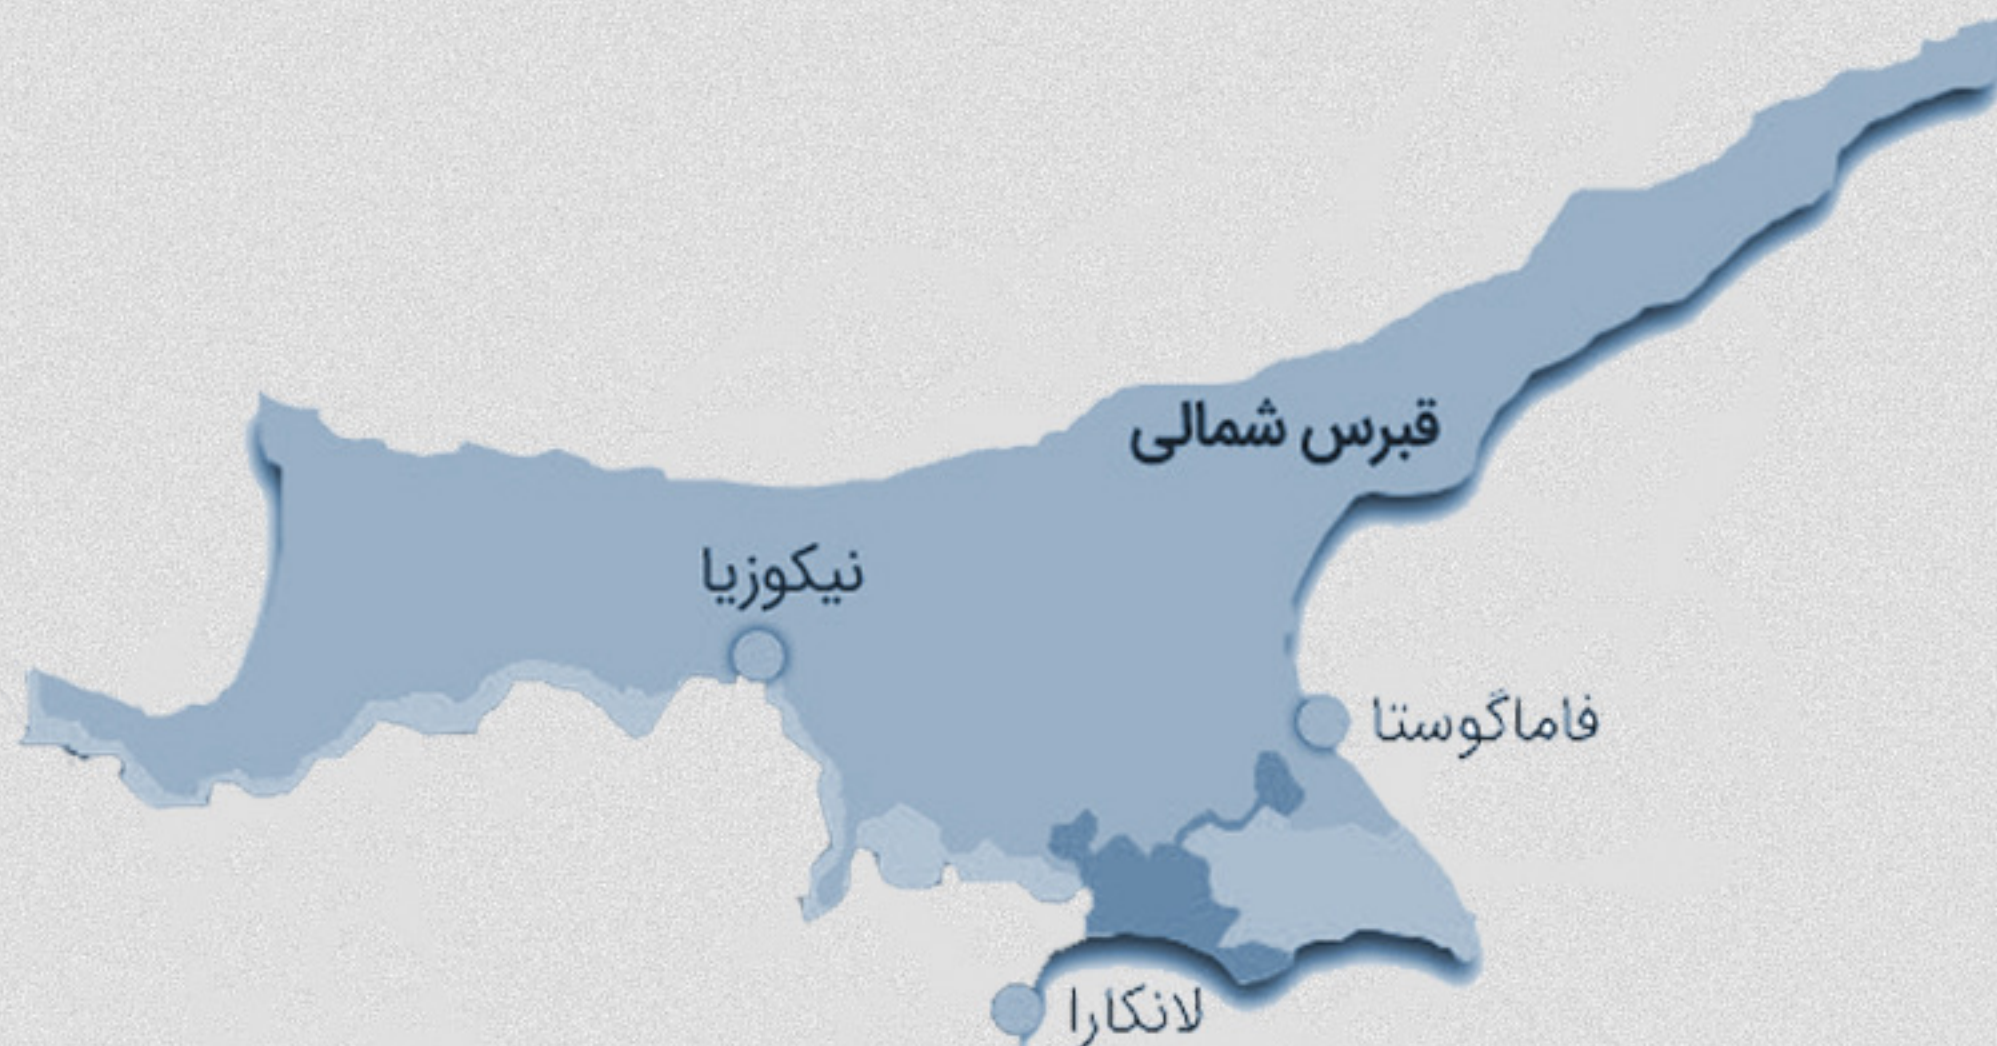 قبرس شمالی
نیکوزیا
فاماگوستا
لانکارا